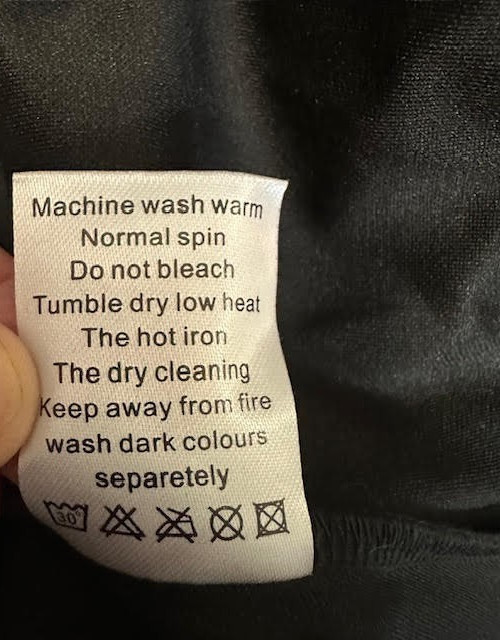 Machine wash warm
Normal spin
Do not bleach
Tumble dry low heat
The hot iron
The dry cleaning
Keep away from fire
wash dark colours
separetely
30°